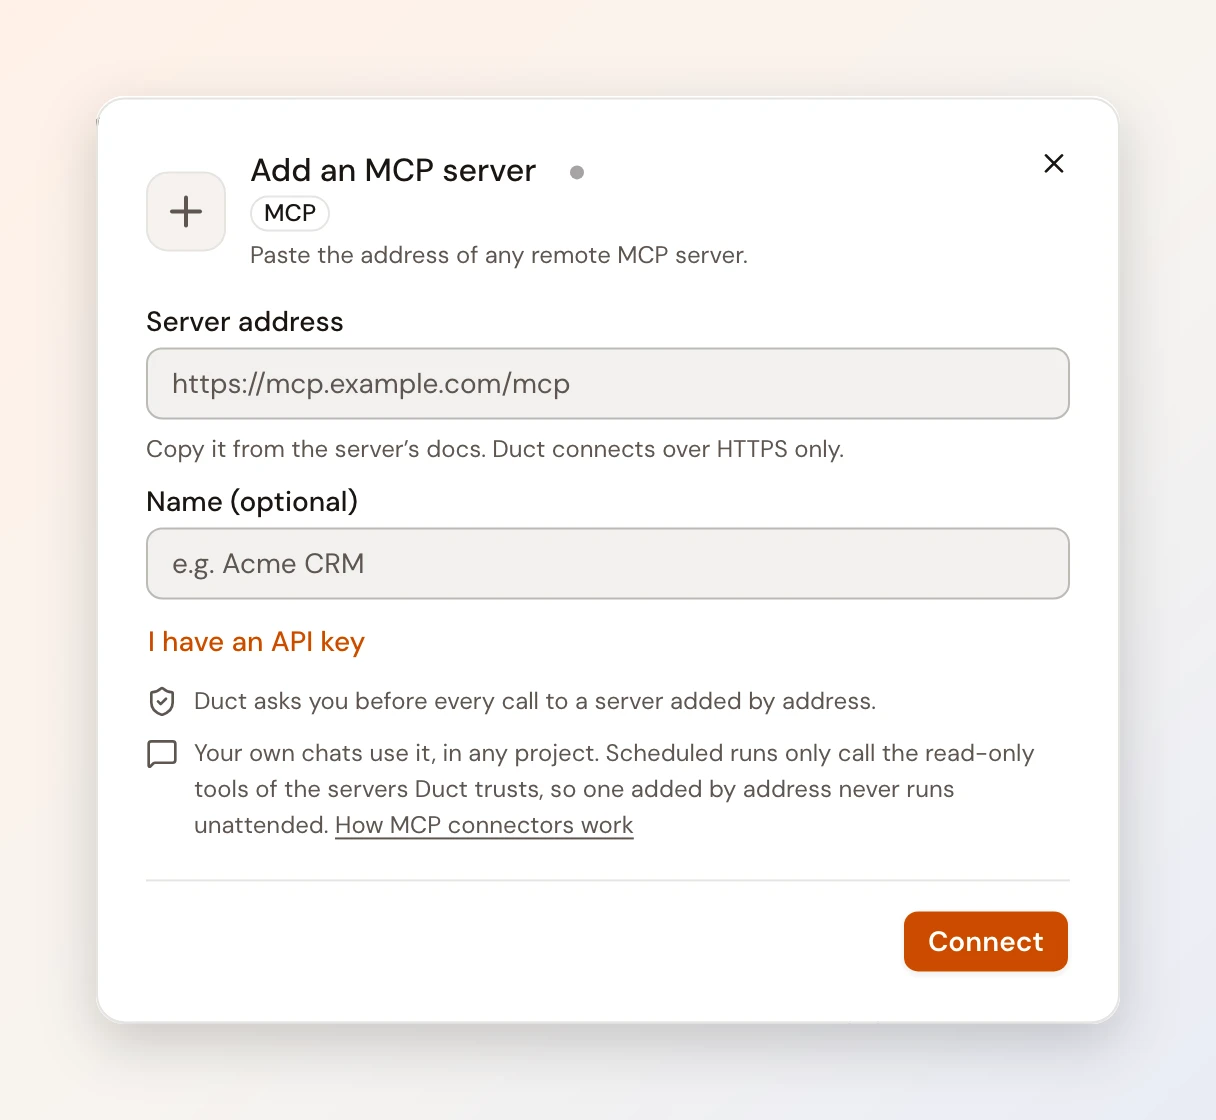 Add an MCP server
MCP
Paste the address of any remote MCP server.
Server address
https://mcp.example.com/mcp
Copy it from the server’s docs. Duct connects over HTTPS only.
Name (optional)
e.g. Acme CRM
I have an API key
Duct asks you before every call to a server added by address.
Your own chats use it, in any project. Scheduled runs only call the read-only
tools of the servers Duct trusts, so one added by address never runs
unattended. How MCP connectors work
Connect